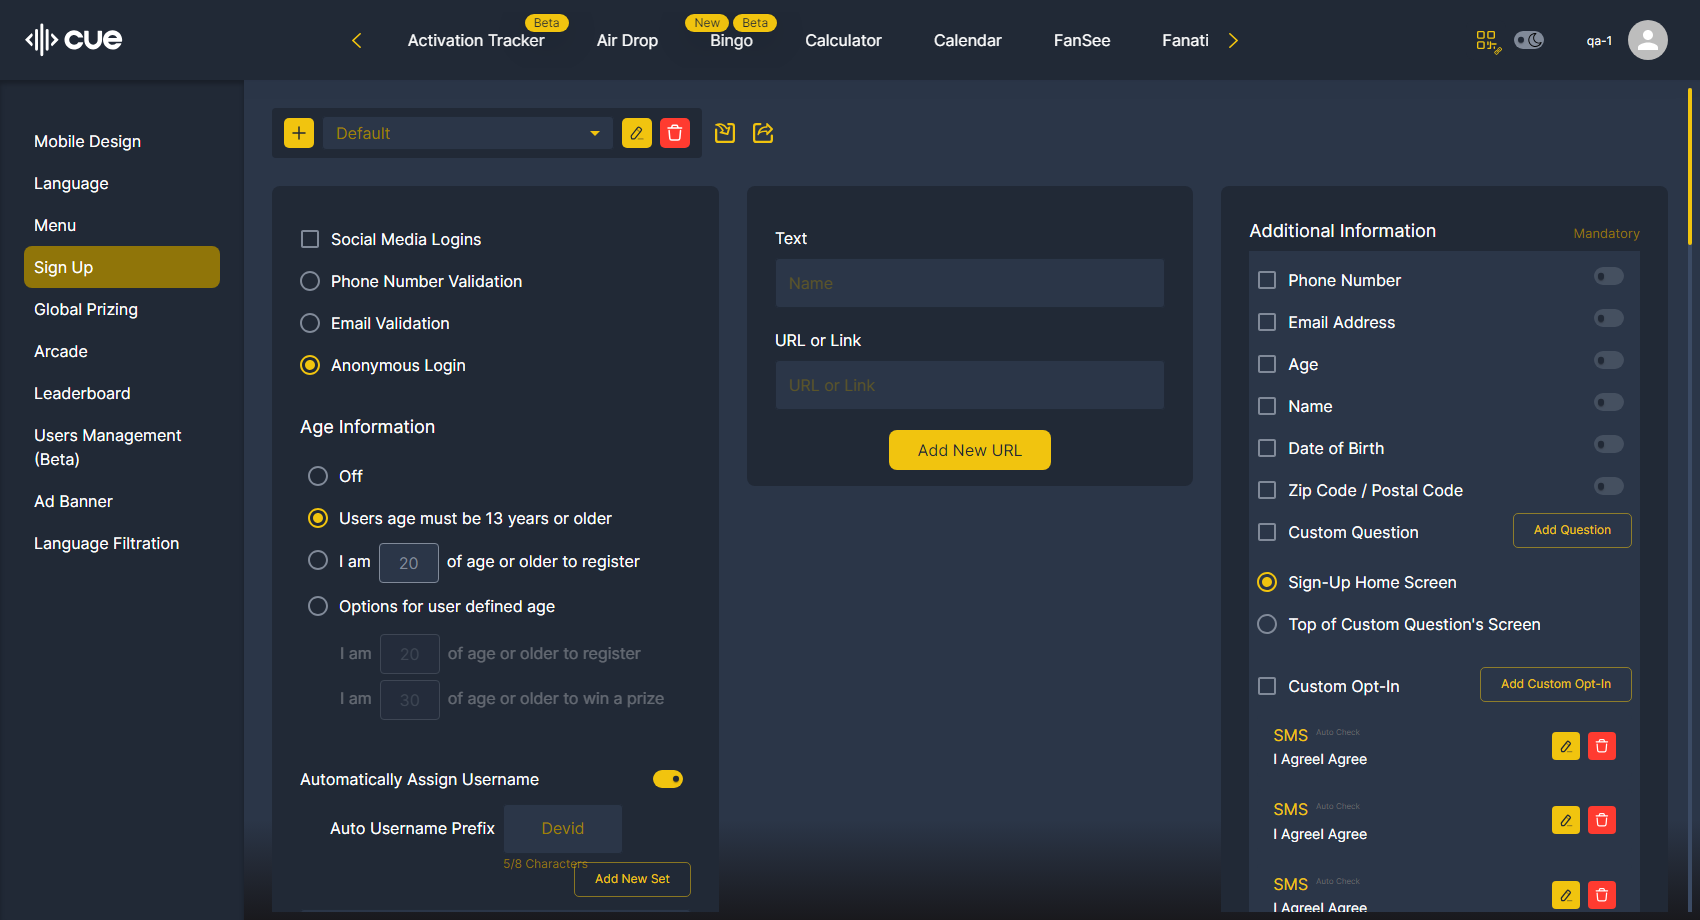 cue
Activation Tracker
Beta
Air Drop
New
Beta
Bingo
Calculator
Calendar
FanSee
Fanati
qa-1
Mobile Design
Language
Menu
Sign Up
Global Prizing
Arcade
Leaderboard
Users Management
(Beta)
Ad Banner
Language Filtration
Default
Social Media Logins
Phone Number Validation
Email Validation
Anonymous Login
Age Information
Off
Users age must be 13 years or older
I am 20 of age or older to register
Options for user defined age
I am 20 of age or older to register
I am 30 of age or older to win a prize
Automatically Assign Username
Auto Username Prefix Devid
5/8 Characters
Add New Set
Text
Name
URL or Link
URL or Link
Add New URL
Additional Information Mandatory
Phone Number
Email Address
Age
Name
Date of Birth
Zip Code / Postal Code
Custom Question Add Question
Sign-Up Home Screen
Top of Custom Question's Screen
Custom Opt-In Add Custom Opt-In
SMS Auto Check
I AgreeI Agree
SMS Auto Check
I AgreeI Agree
SMS Auto Check
I AgreeI Agree